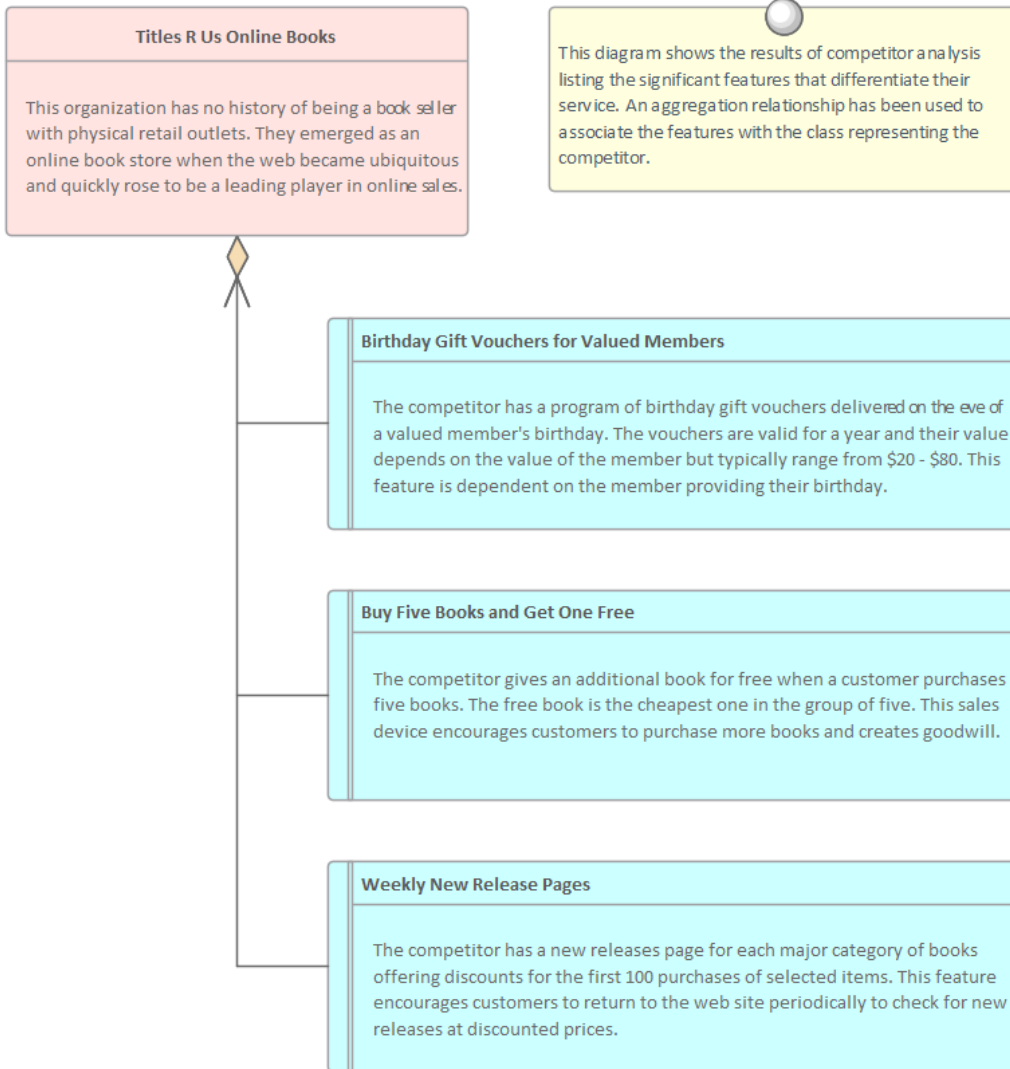 Titles R Us Online Books
This organization has no history of being a book seller
with physical retail outlets. They emerged as an
online book store when the web became ubiquitous
and quickly rose to be a leading player in online sales.
This diagram shows the results of competitor analysis
listing the significant features that differentiate their
service. An aggregation relationship has been used to
associate the features with the class representing the
competitor.
Birthday Gift Vouchers for Valued Members
The competitor has a program of birthday gift vouchers delivered on the eve of
a valued member's birthday. The vouchers are valid for a year and their value
depends on the value of the member but typically range from $20 - $80. This
feature is dependent on the member providing their birthday.
Buy Five Books and Get One Free
The competitor gives an additional book for free when a customer purchases
five books. The free book is the cheapest one in the group of five. This sales
device encourages customers to purchase more books and creates goodwill.
Weekly New Release Pages
The competitor has a new releases page for each major category of books
offering discounts for the first 100 purchases of selected items. This feature
encourages customers to return to the web site periodically to check for new
releases at discounted prices.